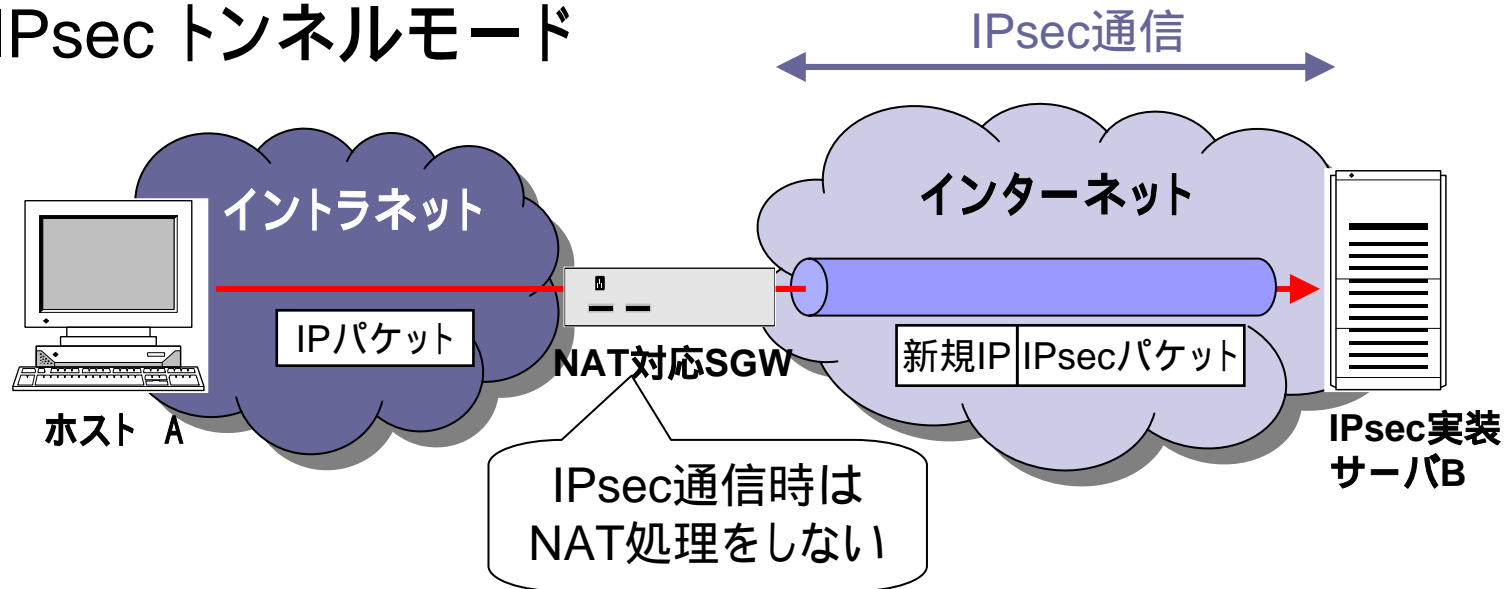 IPsec トンネルモード
IPsec通信
イントラネット
インターネット
IPパケット
NAT対応SGW
新規IP IPsecパケット
ホスト A
IPsec実装
サーバB
IPsec通信時は
NAT処理をしない